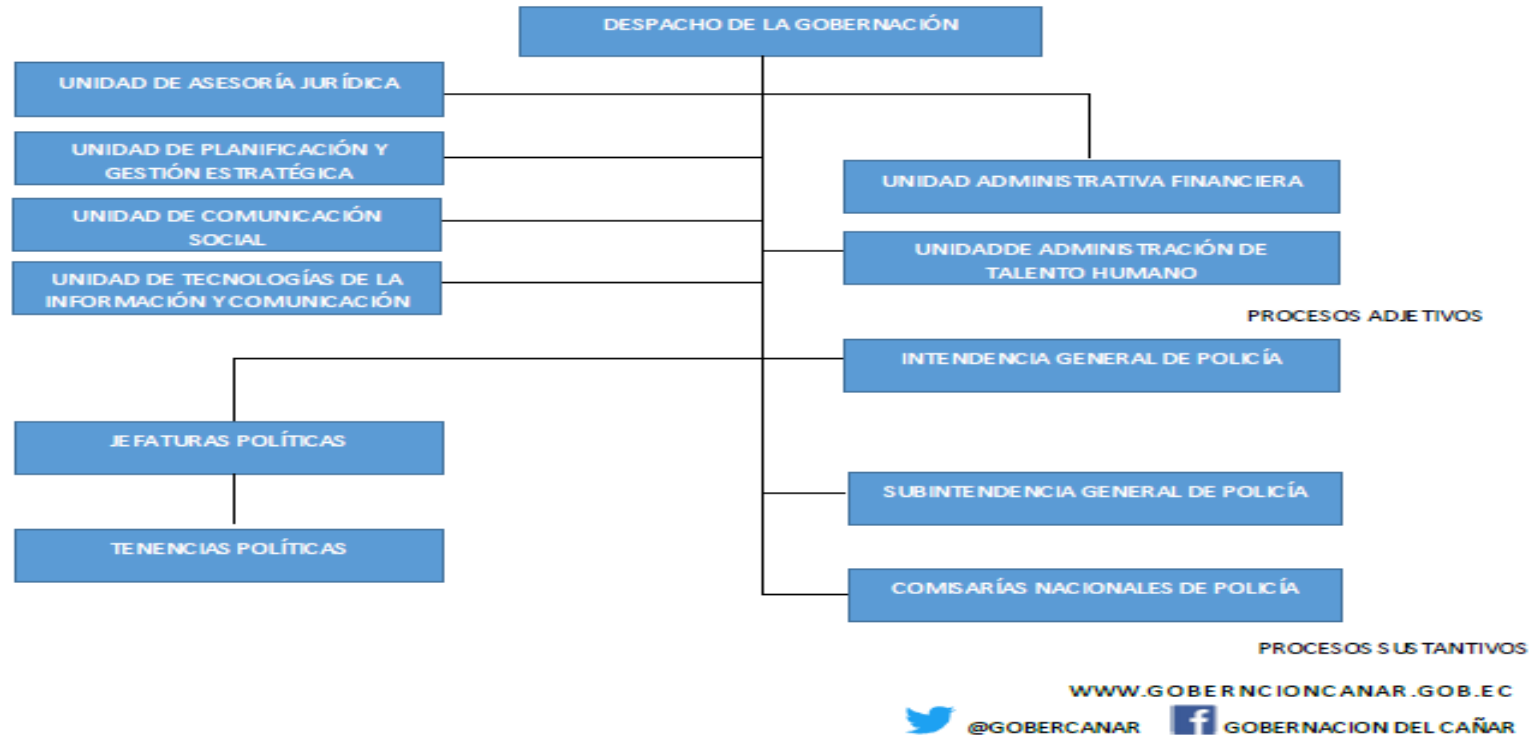 DESPACHO DE LA GOBERNACIÓN
UNIDAD DE ASESORÍA JURÍDICA
UNIDAD DE PLANIFICACIÓN Y
GESTIÓN ESTRATÉGICA
UNIDAD DE COMUNICACIÓN
SOCIAL
UNIDAD DE TECNOLOGÍAS DE LA
INFORMACIÓN Y COMUNICACIÓN
UNIDAD ADMINISTRATIVA FINANCIERA
UNIDADDE ADMINISTRACIÓN DE
TALENTO HUMANO
PROCESOS ADJETIVOS
INTENDENCIA GENERAL DE POLICÍA
JEFATURAS POLÍTICAS
SUBINTENDENCIA GENERAL DE POLICÍA
TENENCIAS POLÍTICAS
COMISARÍAS NACIONALES DE POLICÍA
PROCESOS SUSTANTIVOS
WWW.GOBERNCIONCANAR.GOB.EC
@GOBERCANAR f GOBERNACION DEL CAÑAR